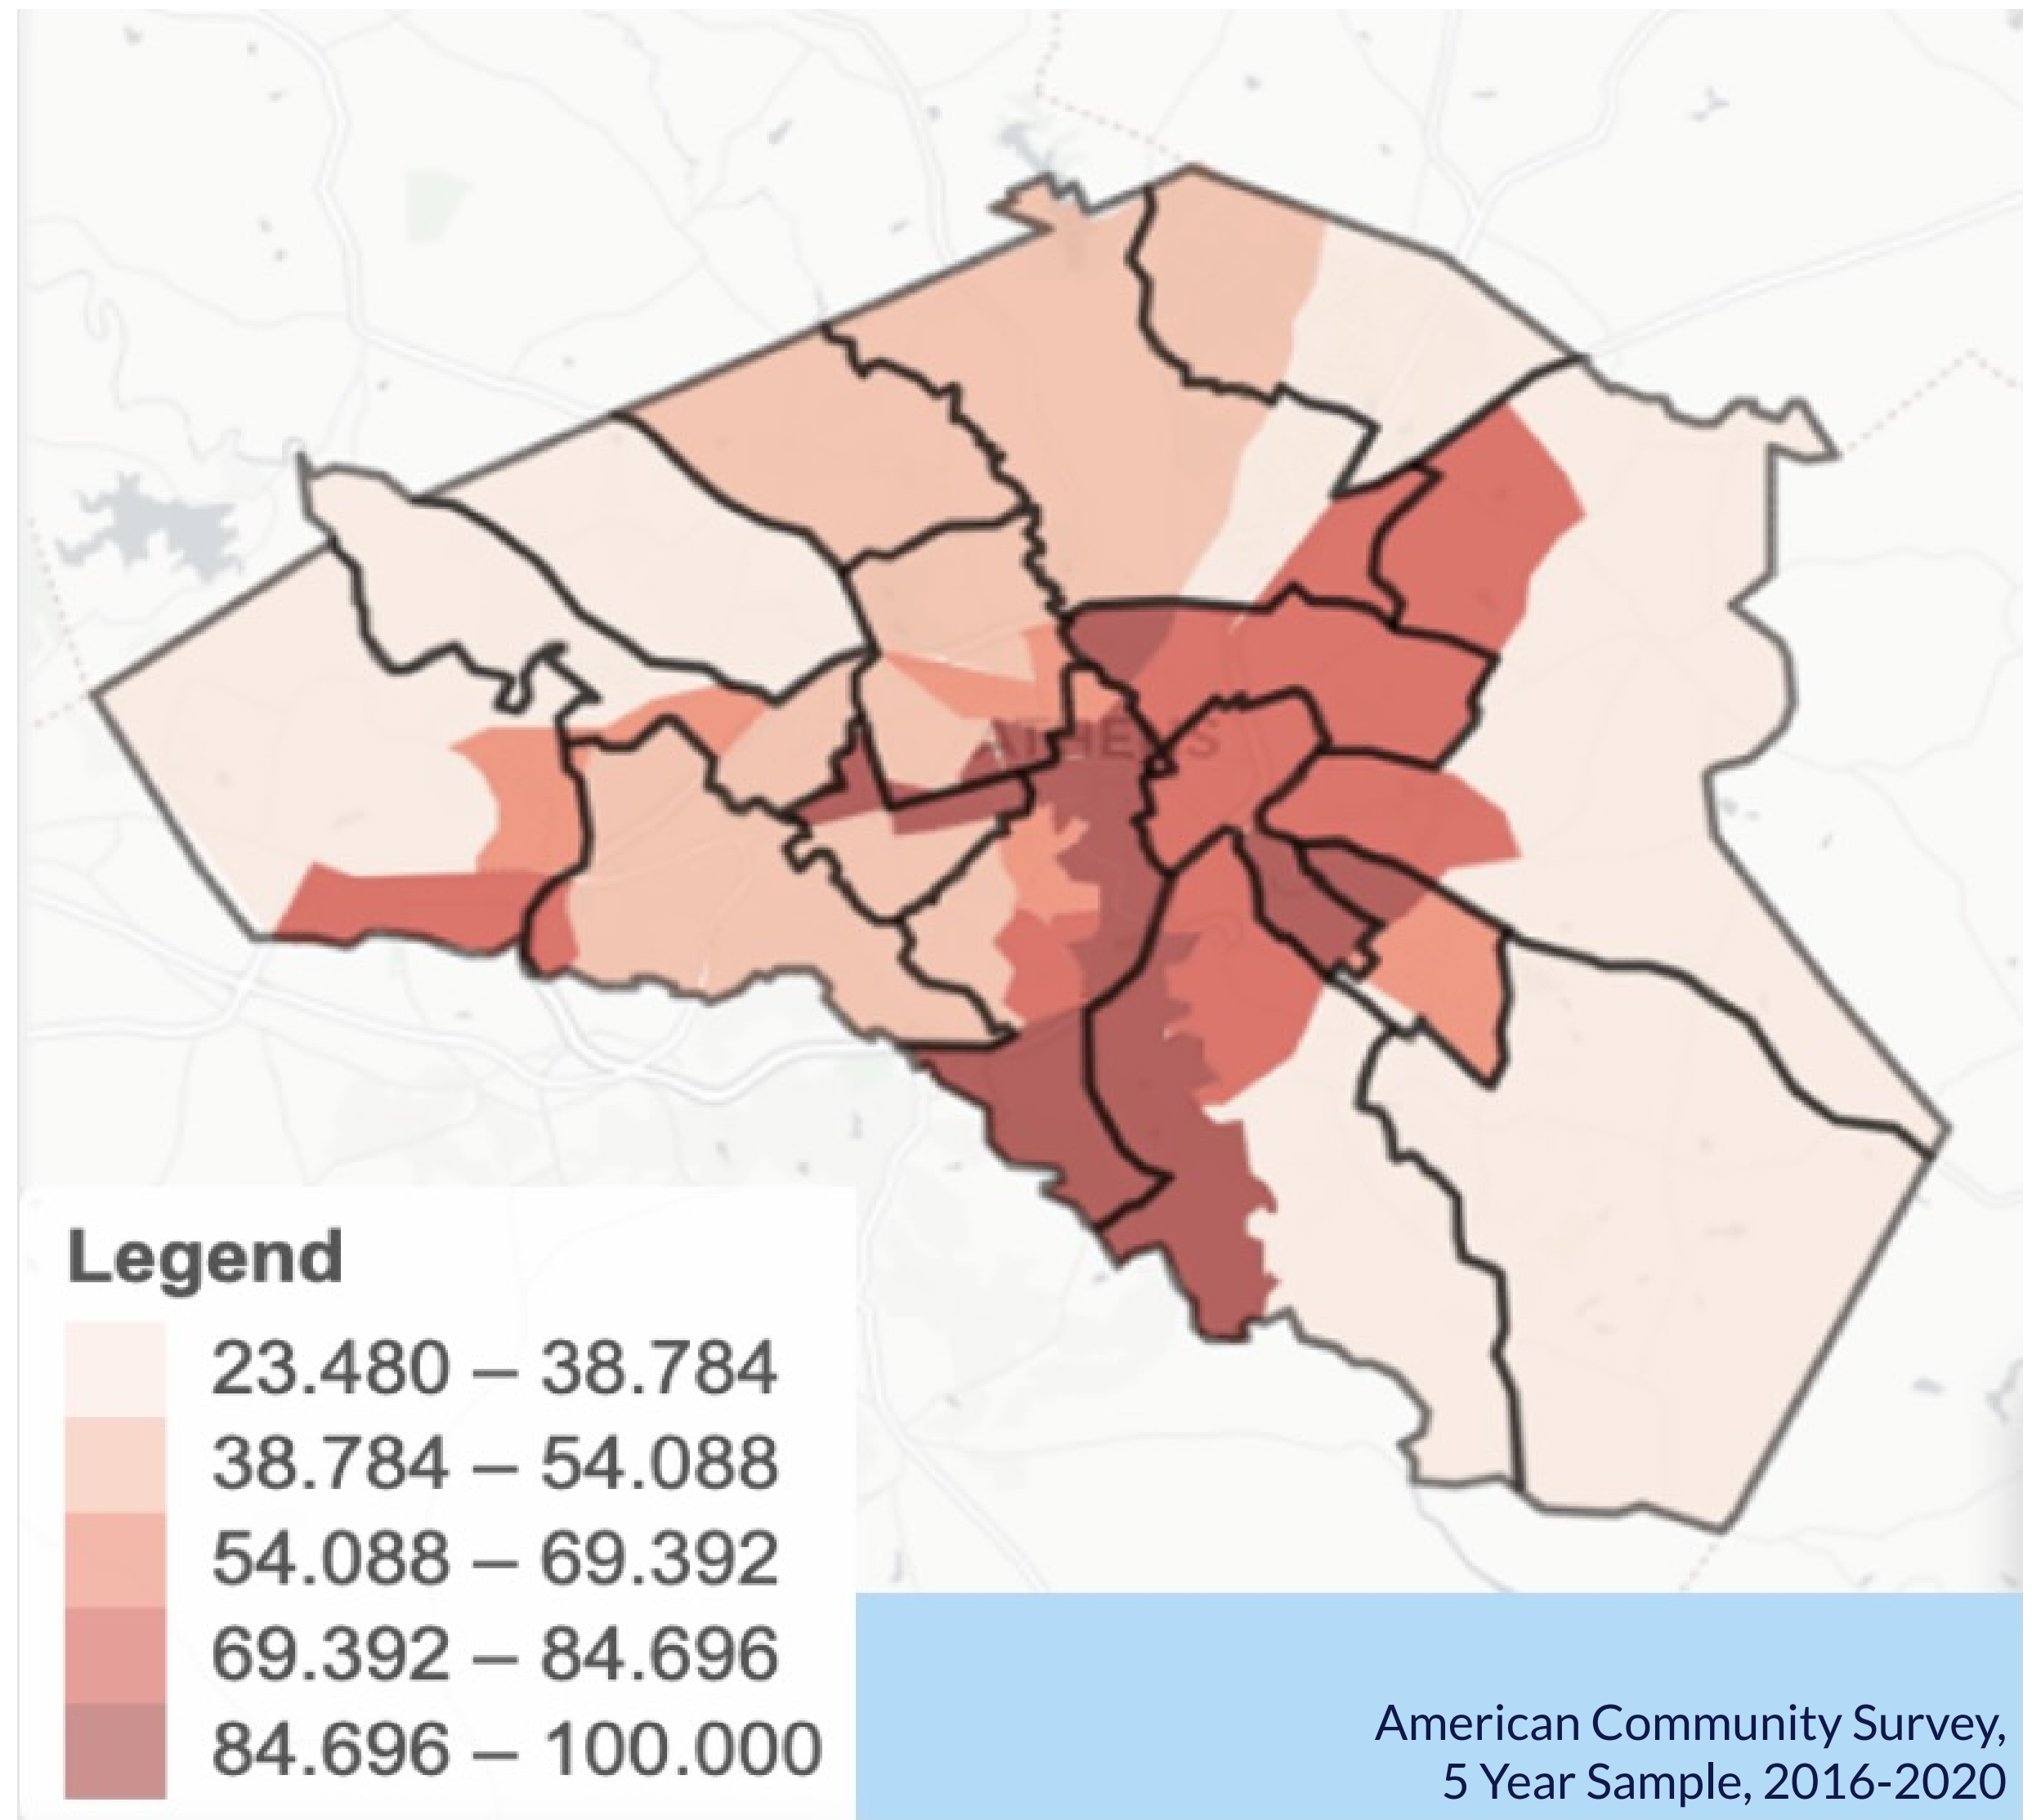 ATHENS
Legend
23.480 – 38.784
38.784 – 54.088
54.088 – 69.392
69.392 – 84.696
84.696 – 100.000
American Community Survey,
5 Year Sample, 2016-2020